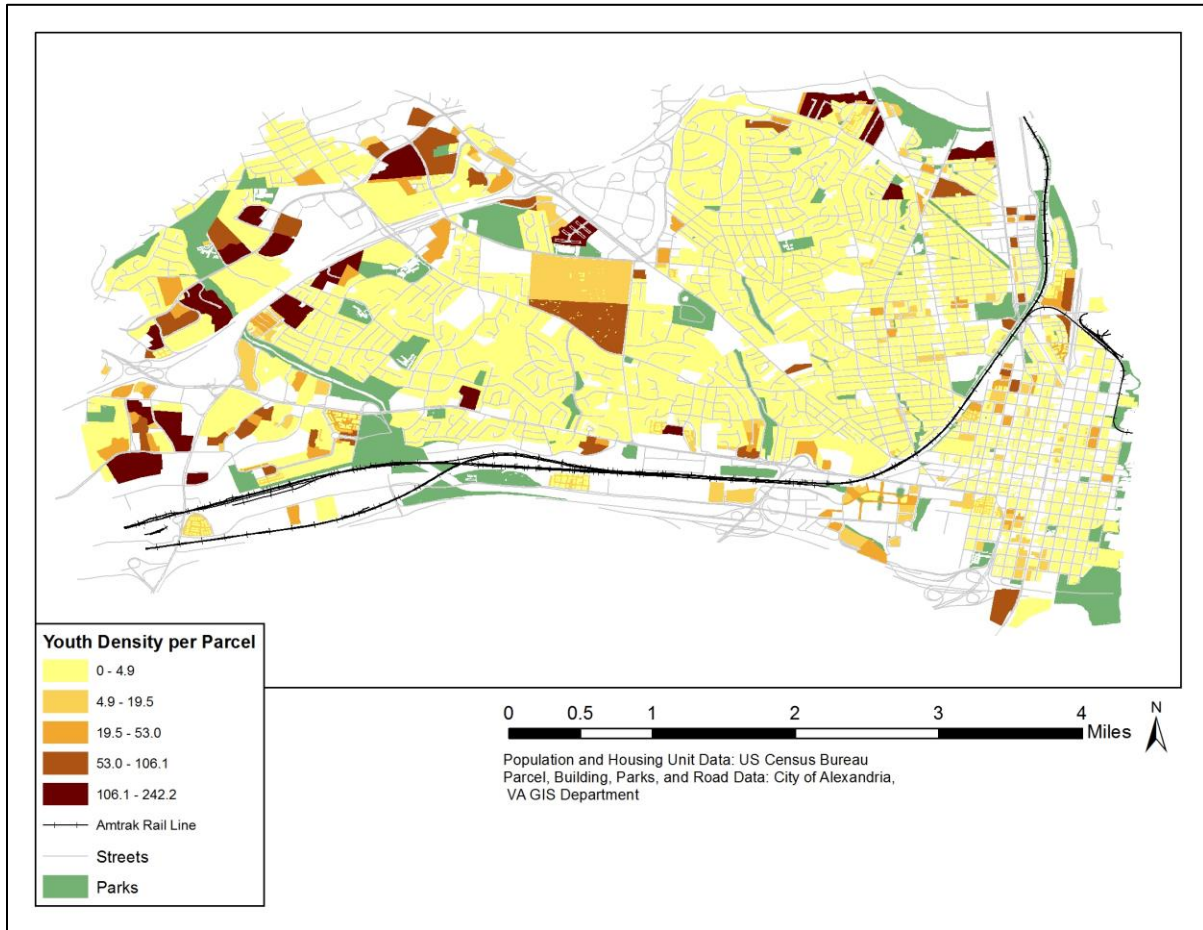 Youth Density per Parcel
0 - 4.9
4.9 - 19.5
19.5 - 53.0
53.0 - 106.1
106.1 - 242.2
Amtrak Rail Line
Streets
Parks
0 0.5 1 2 3 4
Miles
N
Population and Housing Unit Data: US Census Bureau
Parcel, Building, Parks, and Road Data: City of Alexandria,
VA GIS Department